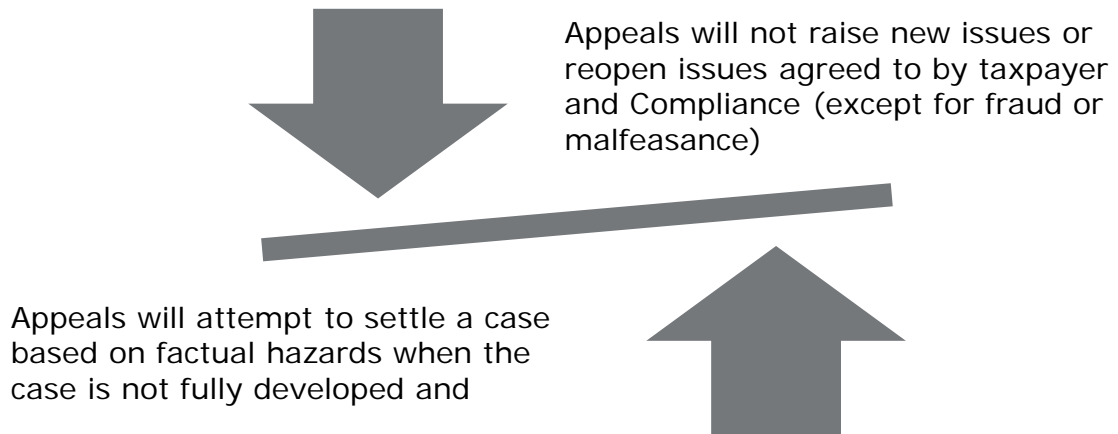 Appeals will not raise new issues or
reopen issues agreed to by taxpayer
and Compliance (except for fraud or
malfeasance)
Appeals will attempt to settle a case
based on factual hazards when the
case is not fully developed and